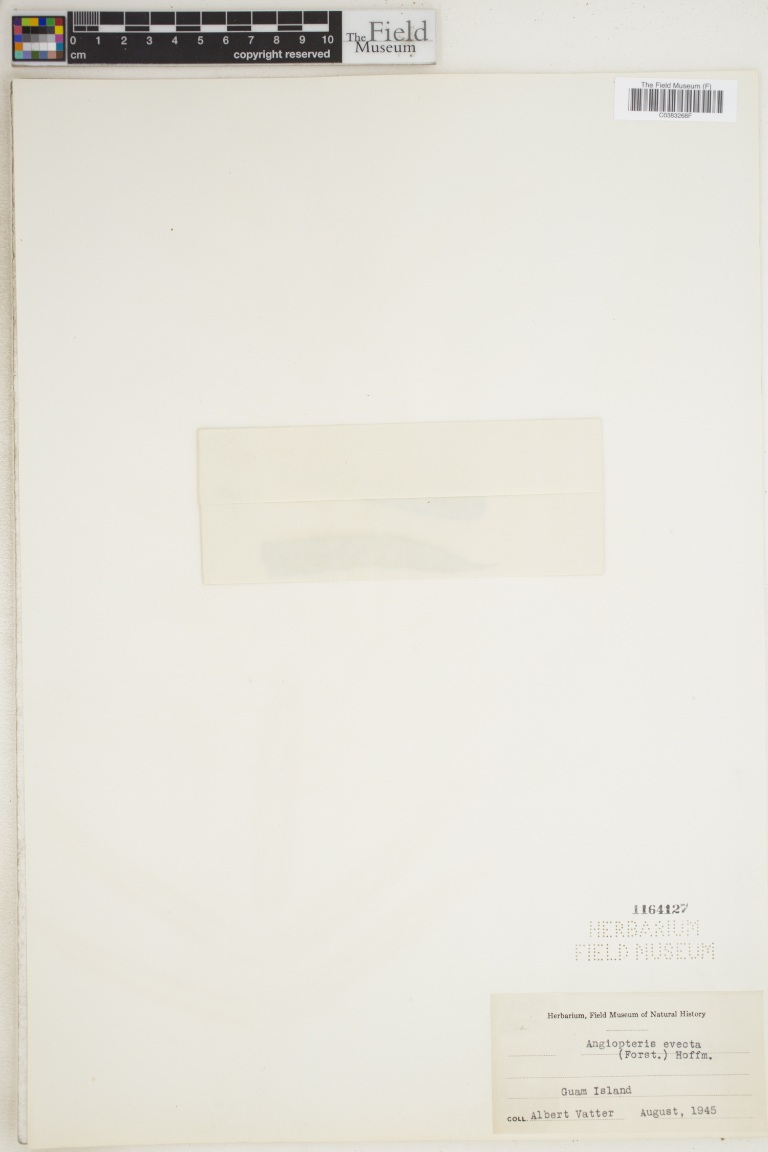 0 1 2 3 4 5 6 7 8 9 10
cm
copyright reserved
The Field
Museum
The Field Museum (F)
C0383268F
1164127
HERBARIUM
FIELD MUSEUM
Herbarium, Field Museum of Natural History
Angiopteris evecta
(Forst.) Hoffm.
Guam Island
COLL. Albert Vatter August, 1945